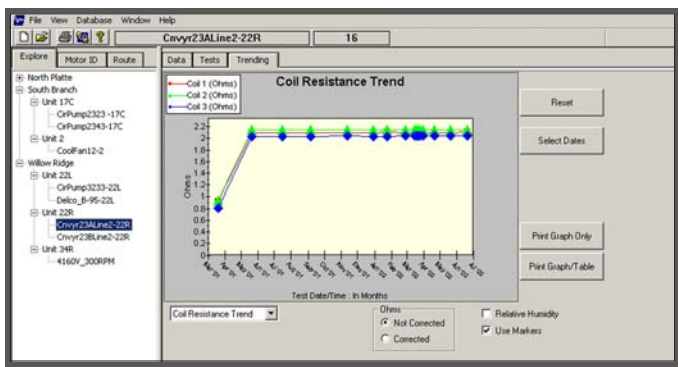 File View Database Window Help
Cnvyr23ALine2-22R 16
Explore Motor ID Route
Data Tests Trending
North Platte
South Branch
Unit 17C
CirPump2323 -17C
CirPump2343-17C
Unit 2
CoolFan12-2
Willow Ridge
Unit 22L
CirPump3233-22L
Delco_B-95-22L
Unit 22R
Cnvyr23ALine2-22R
Cnvyr23BLine2-22R
Unit 34R
4160V_300RPM
Coil 1 (Ohms)
Coil 2 (Ohms)
Coil 3 (Ohms)
Coil Resistance Trend
Ohms
2.2
2
1.8
1.6
1.4
1.2
1
0.8
0.6
0.4
0.2
0
Test Date/Time : In Months
Reset
Select Dates
Print Graph Only
Print Graph/Table
Coil Resistance Trend
Ohms
Not Corrected
Corrected
Relative Humidity
Use Markers